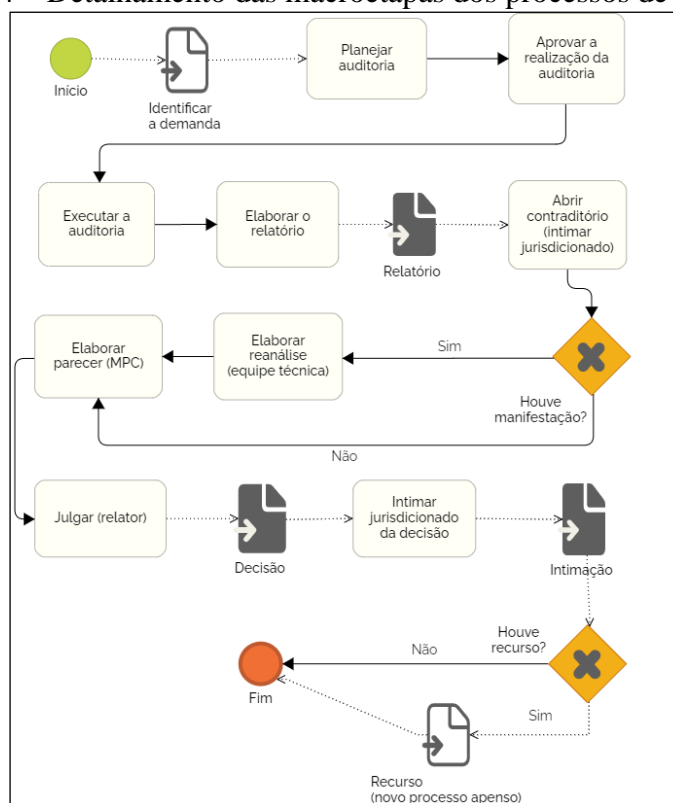 Detalhamento das macroetapas dos processos de
Início
Identificar
a demanda
Planejar
auditoria
Aprovar a
realização da
auditoria
Executar a
auditoria
Elaborar o
relatório
Relatório
Abrir
contraditório
(intimar
jurisdicionado)
Elaborar
parecer (MPC)
Elaborar
reanálise
(equipe técnica)
Sim
Houve
manifestação?
Não
Julgar (relator)
Decisão
Intimar
jurisdicionado
da decisão
Intimação
Houve
recurso?
Não
Fim
Sim
Recurso
(novo processo apenso)